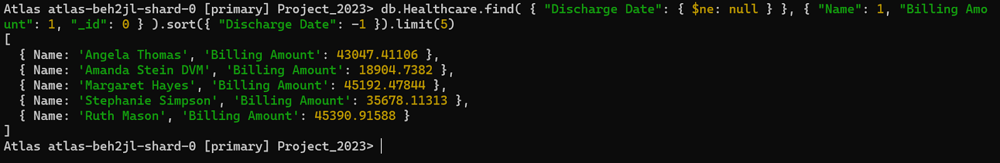 Atlas atlas-beh2jl-shard-0 [primary] Project_2023> db.Healthcare.find( { "Discharge Date": { $ne: null } }, { "Name": 1, "Billing Amo
unt": 1, "_id": 0 } ).sort({ "Discharge Date": -1 }).limit(5)
[
  { Name: 'Angela Thomas', 'Billing Amount': 43047.41106 },
  { Name: 'Amanda Stein DVM', 'Billing Amount': 18904.7382 },
  { Name: 'Margaret Hayes', 'Billing Amount': 45192.47844 },
  { Name: 'Stephanie Simpson', 'Billing Amount': 35678.11313 },
  { Name: 'Ruth Mason', 'Billing Amount': 45390.91588 }
]
Atlas atlas-beh2jl-shard-0 [primary] Project_2023>